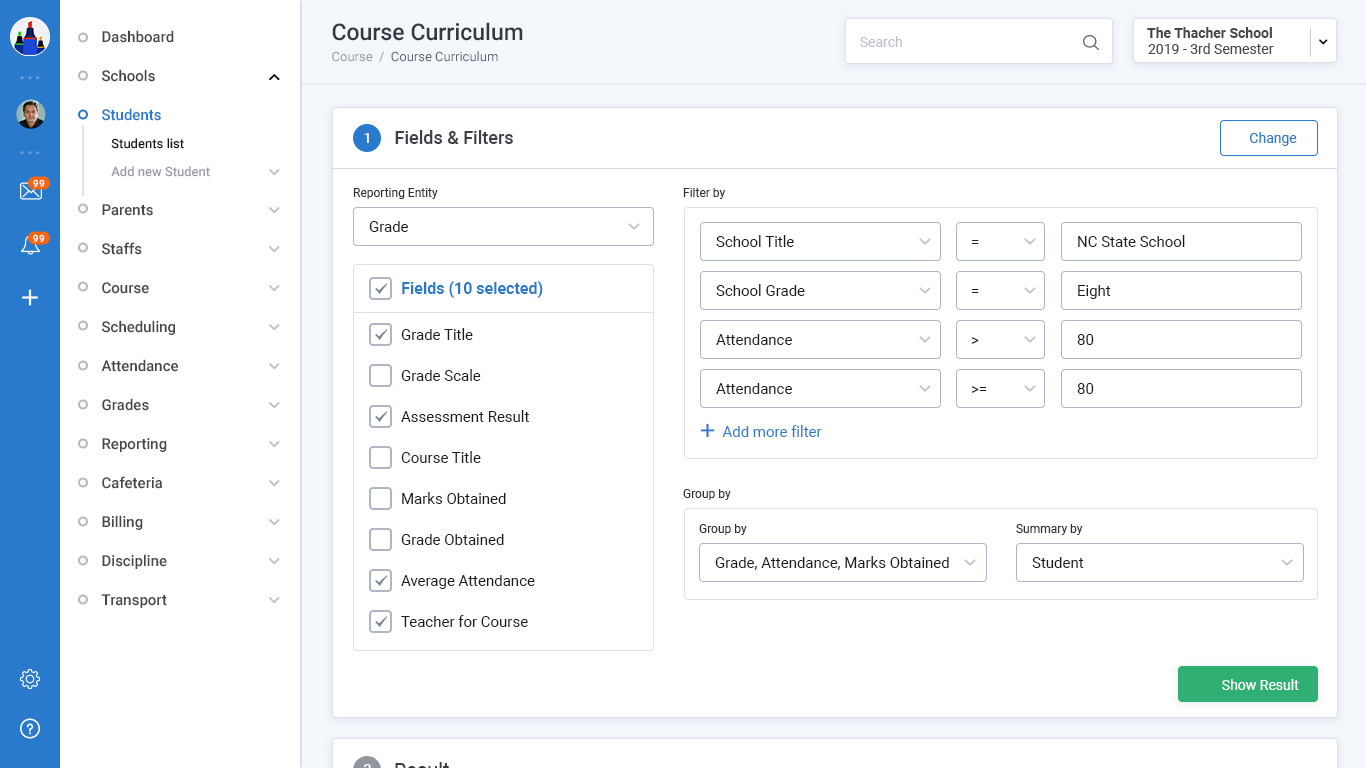 99
99
Dashboard
Schools
Students
Students list
Add new Student
Parents
Staffs
Course
Scheduling
Attendance
Grades
Reporting
Cafeteria
Billing
Discipline
Transport
Course Curriculum
Course / Course Curriculum
Search
The Thacher School
2019 - 3rd Semester
1 Fields & Filters
Change
Reporting Entity
Grade
Fields (10 selected)
Grade Title
Grade Scale
Assessment Result
Course Title
Marks Obtained
Grade Obtained
Average Attendance
Teacher for Course
Filter by
School Title = NC State School
School Grade = Eight
Attendance > 80
Attendance >= 80
+ Add more filter
Group by
Group by Summary by
Grade, Attendance, Marks Obtained Student
Show Result
2 Result